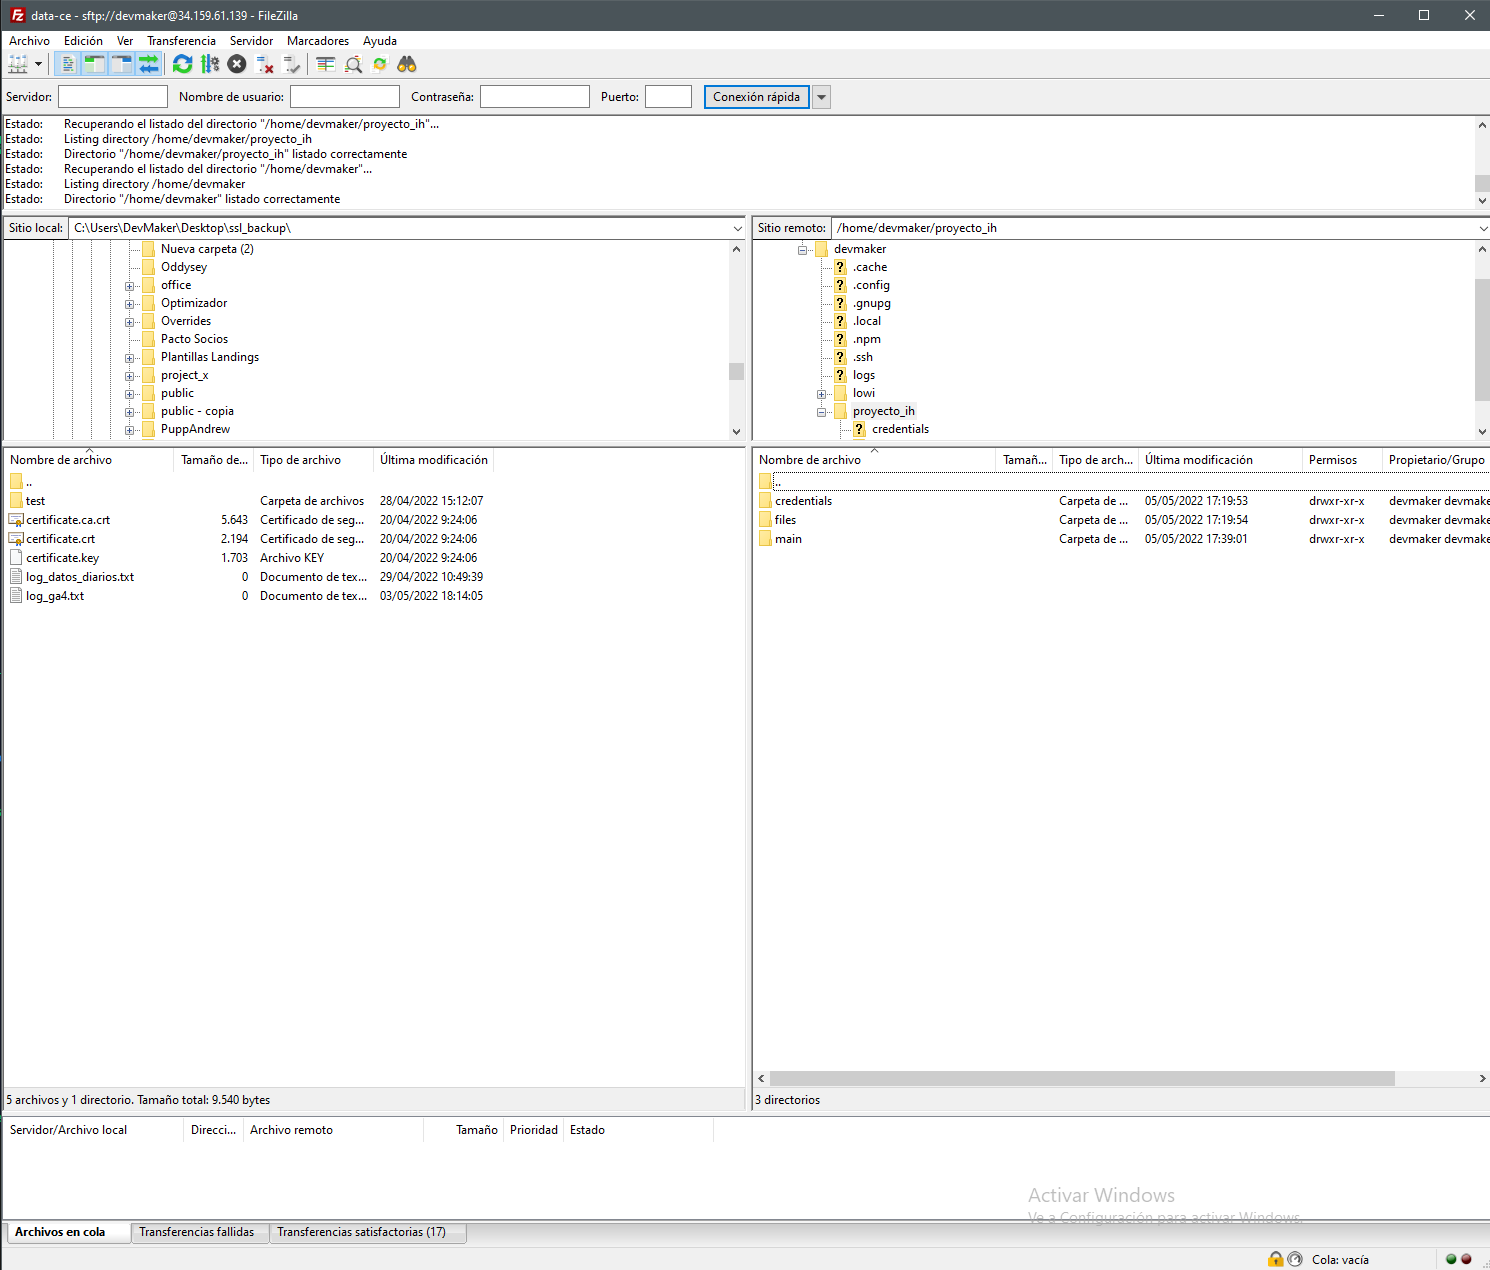 data-ce - sftp://devmaker@34.159.61.139 - FileZilla
Archivo Edición Ver Transferencia Servidor Marcadores Ayuda
Servidor: Nombre de usuario: Contraseña: Puerto: Conexión rápida
Estado: Recuperando el listado del directorio "/home/devmaker/proyecto_ih"...
Estado: Listing directory /home/devmaker/proyecto_ih
Estado: Directorio "/home/devmaker/proyecto_ih" listado correctamente
Estado: Recuperando el listado del directorio "/home/devmaker"...
Estado: Listing directory /home/devmaker
Estado: Directorio "/home/devmaker" listado correctamente
Sitio local: C:\Users\DevMaker\Desktop\ssl_backup\
Nueva carpeta (2)
Oddysey
office
Optimizador
Overrides
Pacto Socios
Plantillas Landings
project_x
public
public - copia
PuppAndrew
Sitio remoto: /home/devmaker/proyecto_ih
devmaker
.cache
.config
.gnupg
.local
.npm
.ssh
logs
lowi
proyecto_ih
credentials
Nombre de archivo Tamaño de... Tipo de archivo Última modificación
..
test Carpeta de archivos 28/04/2022 15:12:07
certificate.ca.crt 5.643 Certificado de seg... 20/04/2022 9:24:06
certificate.crt 2.194 Certificado de seg... 20/04/2022 9:24:06
certificate.key 1.703 Archivo KEY 20/04/2022 9:24:06
log_datos_diarios.txt 0 Documento de tex... 29/04/2022 10:49:39
log_ga4.txt 0 Documento de tex... 03/05/2022 18:14:05
5 archivos y 1 directorio. Tamaño total: 9.540 bytes
Nombre de archivo Tamañ... Tipo de arch... Última modificación Permisos Propietario/Grupo
..
credentials Carpeta de ... 05/05/2022 17:19:53 drwxr-xr-x devmaker devmake
files Carpeta de ... 05/05/2022 17:19:54 drwxr-xr-x devmaker devmake
main Carpeta de ... 05/05/2022 17:39:01 drwxr-xr-x devmaker devmake
3 directorios
Servidor/Archivo local Direcci... Archivo remoto Tamaño Prioridad Estado
Activar Windows
Ve a Configuración para activar Windows.
Archivos en cola Transferencias fallidas Transferencias satisfactorias (17)
Cola: vacía